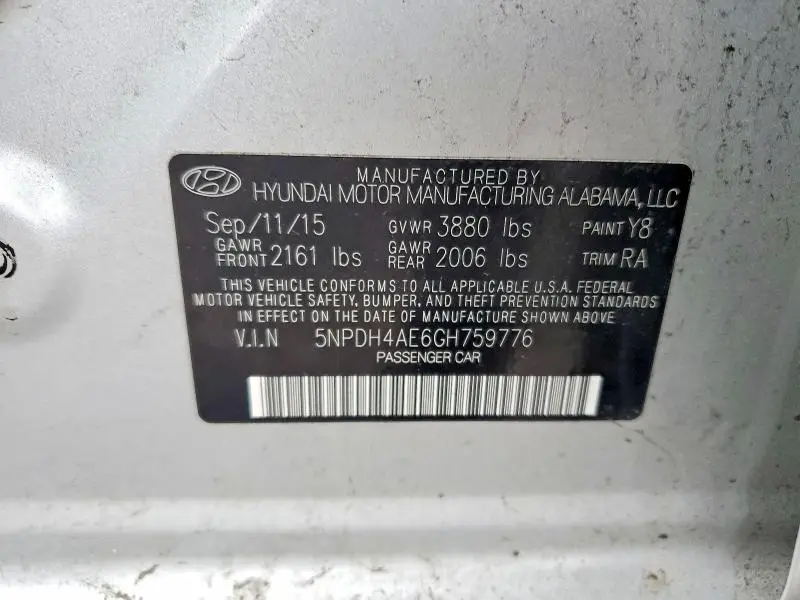 MANUFACTURED BY
HYUNDAI MOTOR MANUFACTURING ALABAMA, LLC
Sep/11/15 GVWR 3880 lbs PAINT Y8
GAWR FRONT 2161 lbs GAWR REAR 2006 lbs TRIM RA
THIS VEHICLE CONFORMS TO ALL APPLICABLE U.S.A. FEDERAL
MOTOR VEHICLE SAFETY, BUMPER, AND THEFT PREVENTION STANDARDS
IN EFFECT ON THE DATE OF MANUFACTURE SHOWN ABOVE.
V.I.N 5NPDH4AE6GH759776
PASSENGER CAR